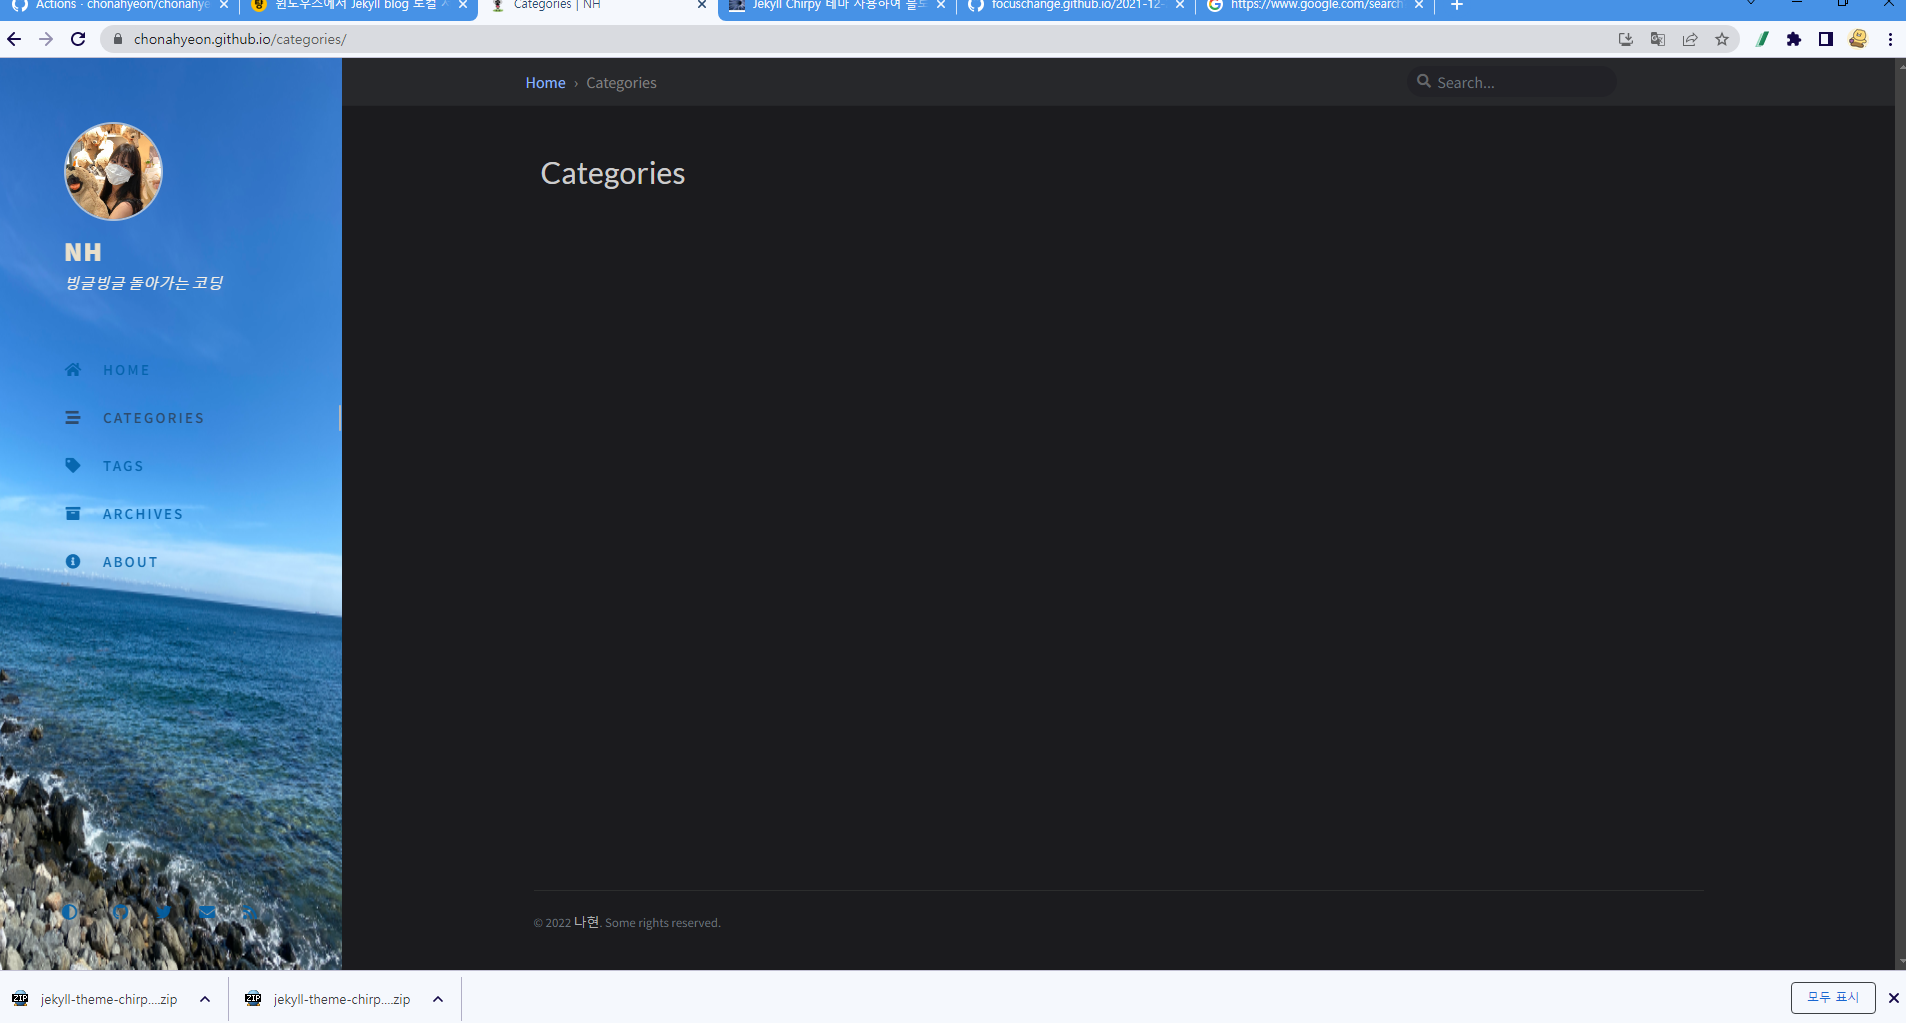 Actions · chonahyeon/chonahye
윈도우스에서 Jekyll blog 로컬 서
Categories | NH
Jekyll Chirpy 테마 사용하여 블로
focuschange.github.io/2021-12-
https://www.google.com/search
chonahyeon.github.io/categories/
Home › Categories
Search...
Categories
NH
빙글빙글 돌아가는 코딩
HOME
CATEGORIES
TAGS
ARCHIVES
ABOUT
© 2022 나현. Some rights reserved.
ZIP jekyll-theme-chirp....zip
ZIP jekyll-theme-chirp....zip
모두 표시